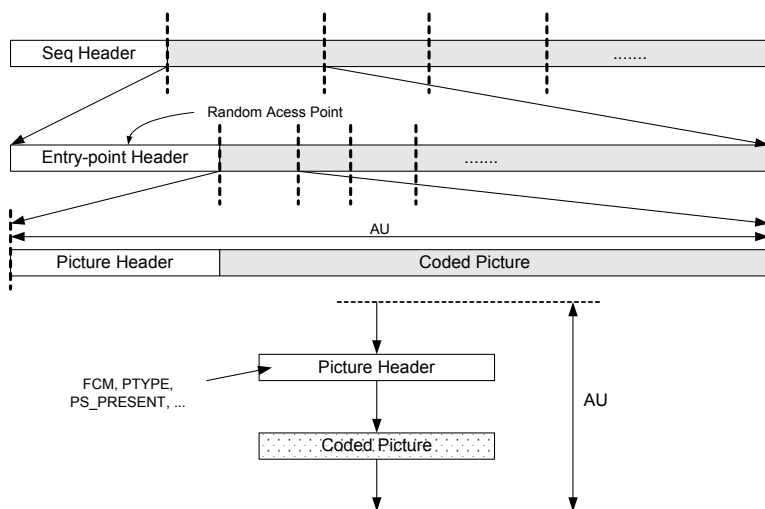 Seq Header
.......
Random Acess Point
Entry-point Header
.......
AU
Picture Header
Coded Picture
Picture Header
FCM, PTYPE,
PS_PRESENT, ...
AU
Coded Picture